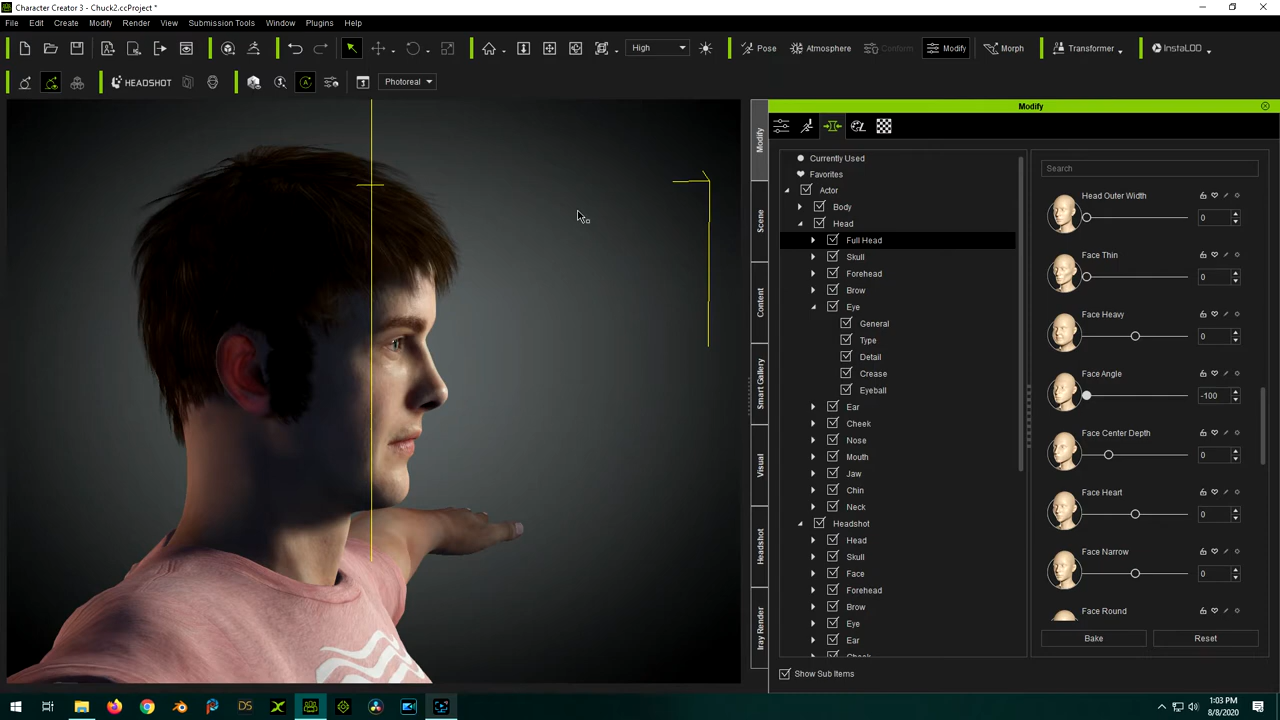 Character Creator 3 - Chuck2.ccProject *
File Edit Create Modify Render Submission Tools Window Plugins Help
High Pose Atmosphere Conform Modify Morph Transformer InstaLOD
HEADSHOT Photoreal
Modify
Modify
Scene
Content
Smart Gallery
Visual
Headshot
Iray Render
Currently Used
Favorites
Actor
Body
Head
Full Head
Skull
Forehead
Brow
Eye
General
Type
Detail
Crease
Eyeball
Ear
Cheek
Nose
Mouth
Jaw
Chin
Neck
Headshot
Head
Skull
Face
Forehead
Brow
Eye
Ear
Cheek
Show Sub Items
Search
Head Outer Width
0
Face Thin
0
Face Heavy
0
Face Angle
-100
Face Center Depth
0
Face Heart
0
Face Narrow
0
Face Round
Bake Reset
DS
1:03 PM
8/8/2020